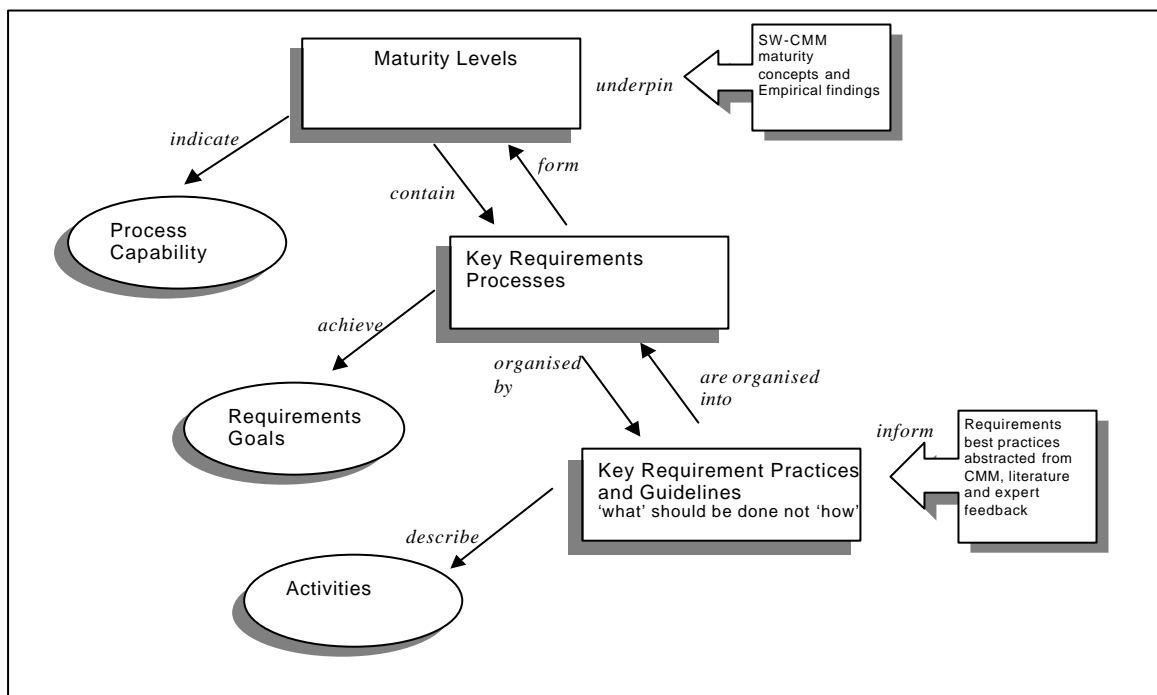 Maturity Levels
underpin
SW-CMM
maturity
concepts and
Empirical findings
indicate
contain
form
Process
Capability
Key Requirements
Processes
achieve
organised
by
are organised
into
Requirements
Goals
Key Requirement Practices
and Guidelines
‘what’ should be done not ‘how’
inform
Requirements
best practices
abstracted from
CMM, literature
and expert
feedback
describe
Activities